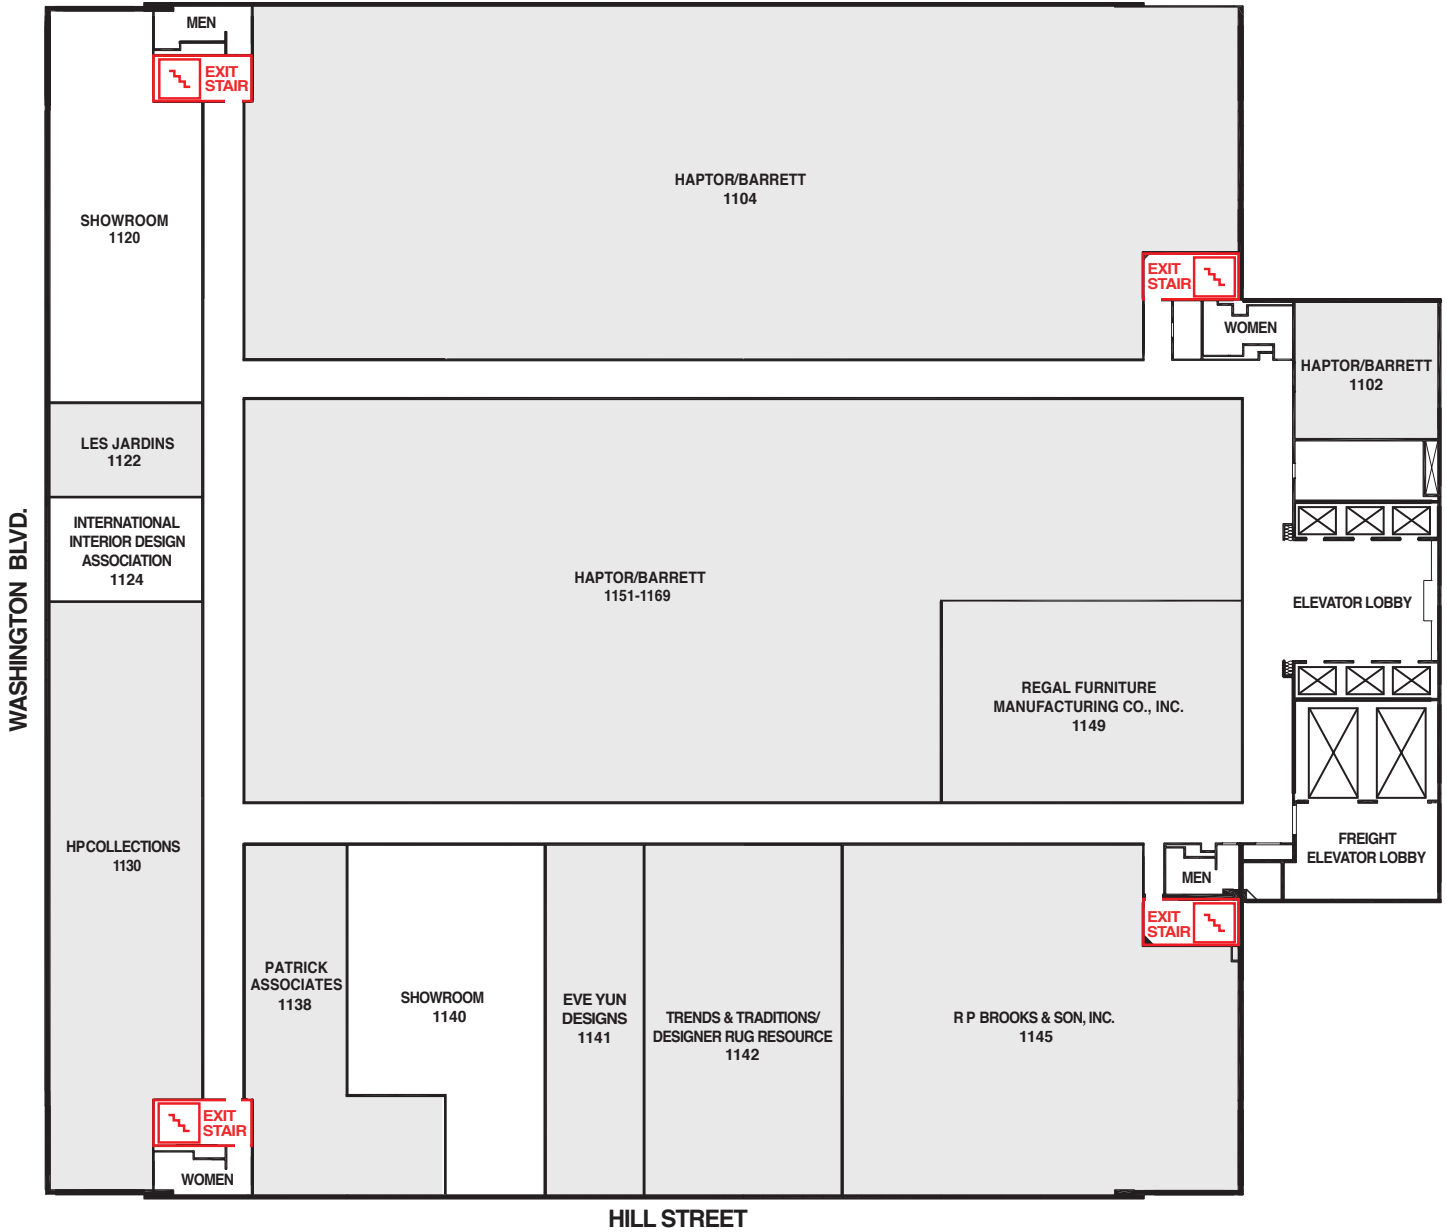 MEN
EXIT
STAIR
HAPTOR/BARRETT
1104
SHOWROOM
1120
EXIT
STAIR
WOMEN
HAPTOR/BARRETT
1102
LES JARDINS
1122
INTERNATIONAL
INTERIOR DESIGN
ASSOCIATION
1124
WASHINGTON BLVD.
HAPTOR/BARRETT
1151-1169
ELEVATOR LOBBY
REGAL FURNITURE
MANUFACTURING CO., INC.
1149
HP COLLECTIONS
1130
FREIGHT
ELEVATOR LOBBY
MEN
EXIT
STAIR
PATRICK
ASSOCIATES
1138
SHOWROOM
1140
EVE YUN
DESIGNS
1141
TRENDS & TRADITIONS/
DESIGNER RUG RESOURCE
1142
R P BROOKS & SON, INC.
1145
EXIT
STAIR
WOMEN
HILL STREET